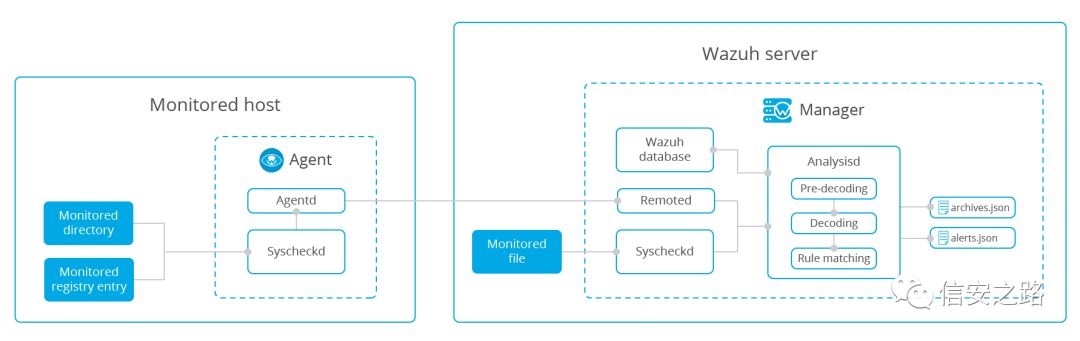 Monitored host
Agent
Agentd
Syscheckd
Monitored
directory
Monitored
registry entry
Wazuh server
Manager
Wazuh
database
Remoted
Monitored
file
Syscheckd
Analysisd
Pre-decoding
Decoding
Rule matching
archives.json
alerts.json
信安之路